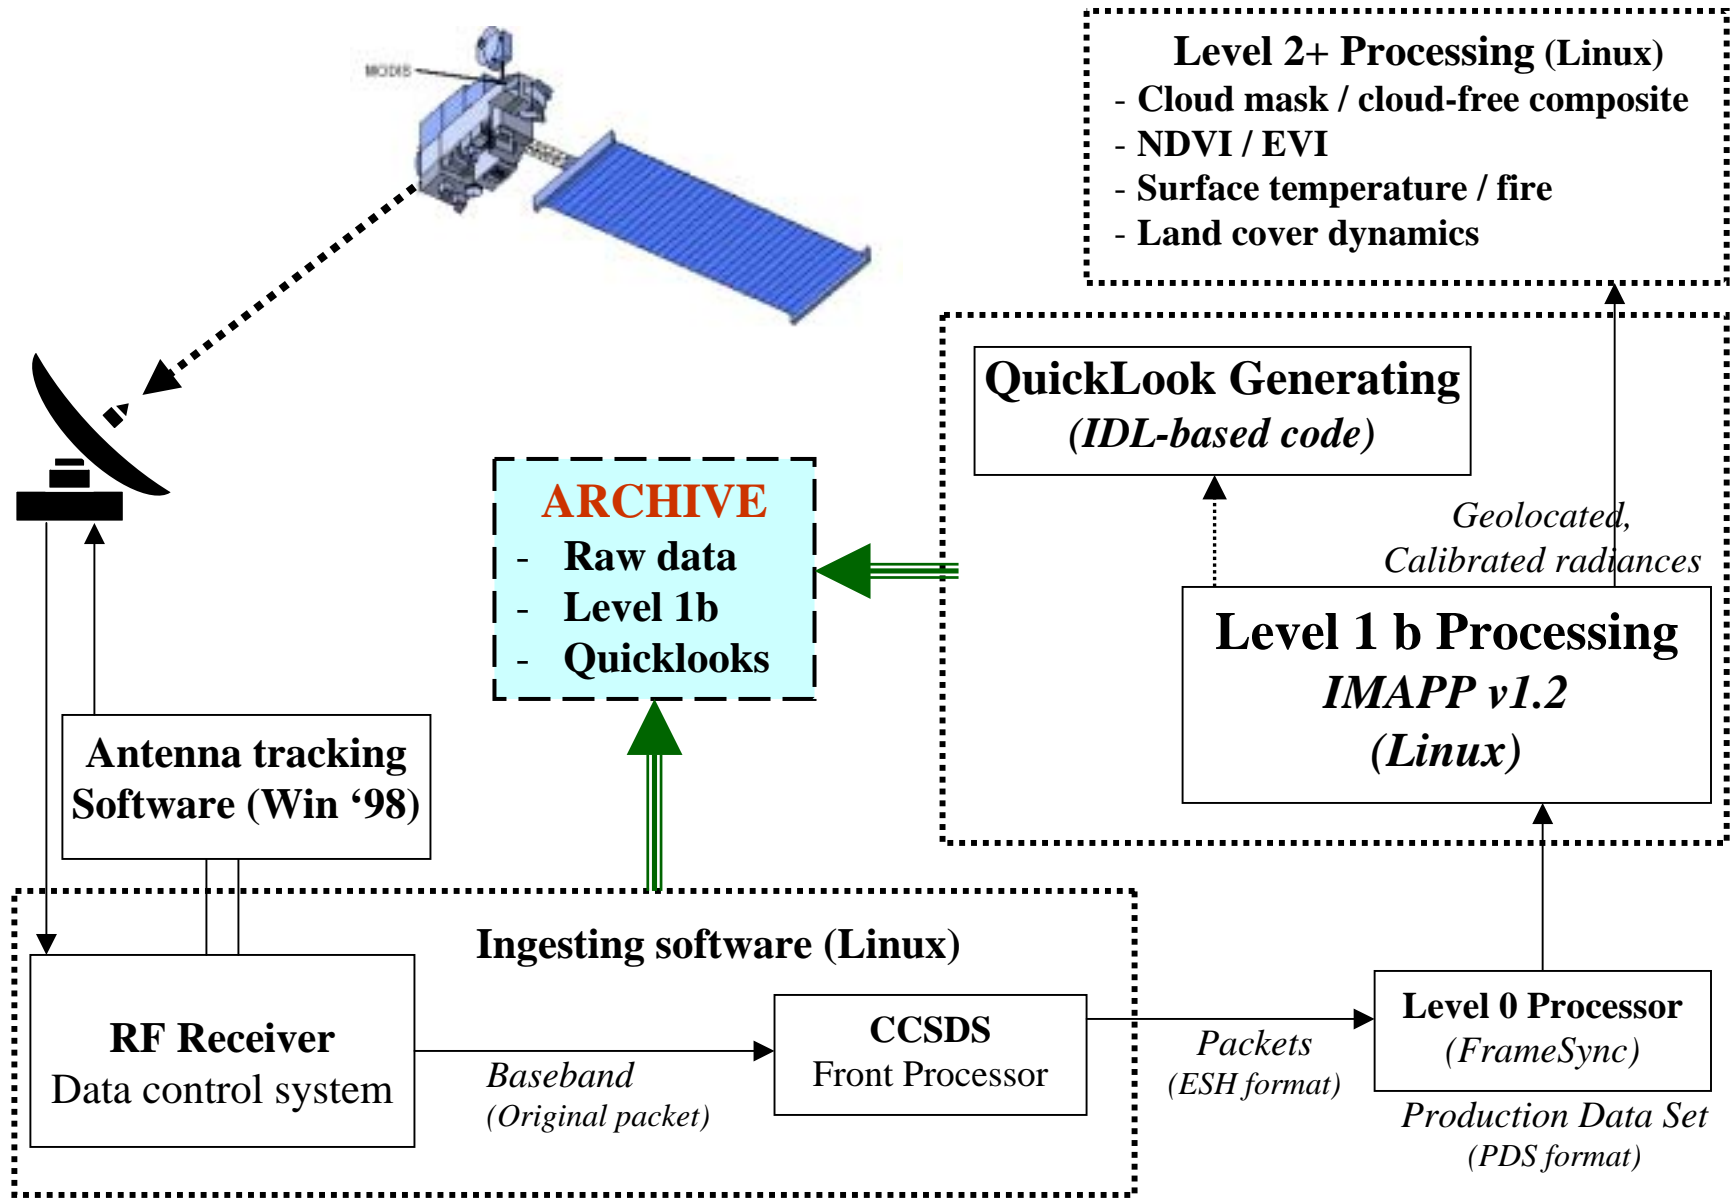 MODIS
Level 2+ Processing (Linux)
- Cloud mask / cloud-free composite
- NDVI / EVI
- Surface temperature / fire
- Land cover dynamics
QuickLook Generating
(IDL-based code)
ARCHIVE
- Raw data
- Level 1b
- Quicklooks
Geolocated,
Calibrated radiances
Level 1 b Processing
IMAPP v1.2
(Linux)
Antenna tracking
Software (Win ‘98)
Ingesting software (Linux)
RF Receiver
Data control system
Baseband
(Original packet)
CCSDS
Front Processor
Packets
(ESH format)
Level 0 Processor
(FrameSync)
Production Data Set
(PDS format)